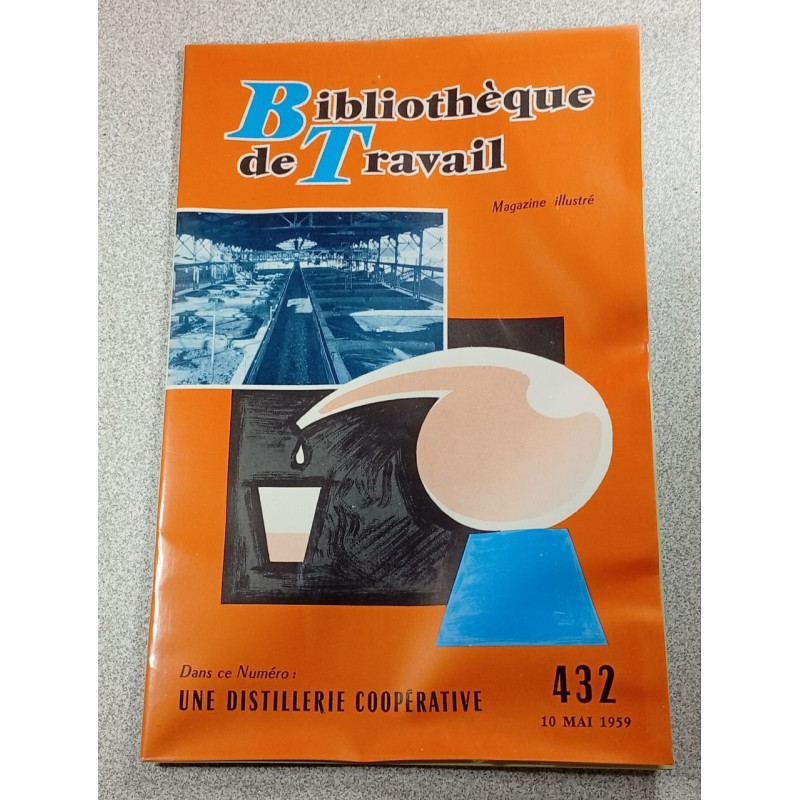 Bibliothèque
de Travail
Magazine illustré
Dans ce Numéro :
UNE DISTILLERIE COOPÉRATIVE
432
10 MAI 1959